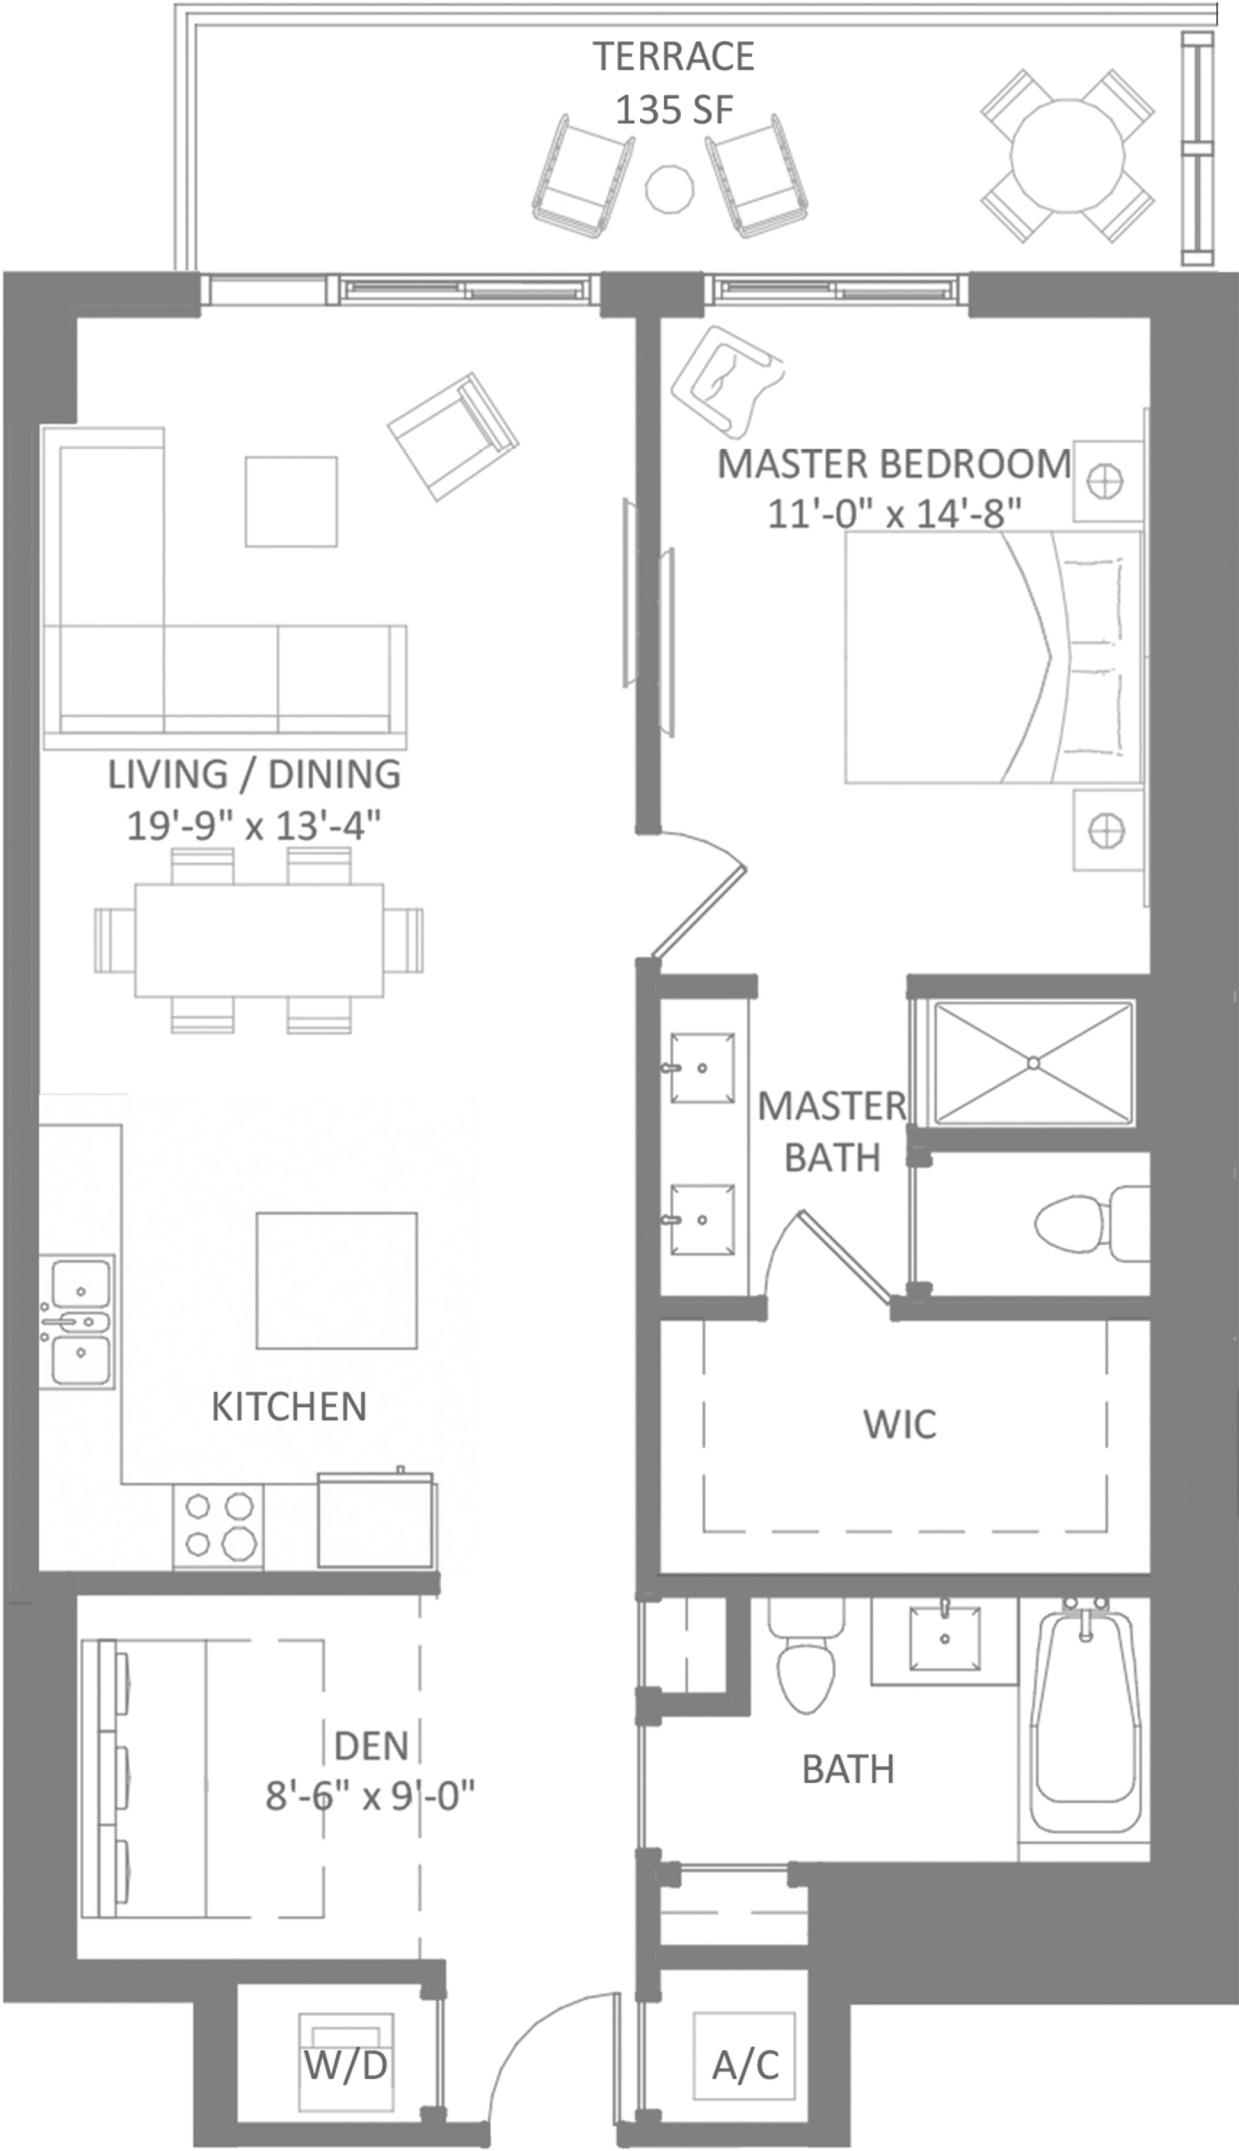 TERRACE
135 SF
MASTER BEDROOM
11'-0" x 14'-8"
LIVING / DINING
19'-9" x 13'-4"
MASTER
BATH
KITCHEN
WIC
DEN
8'-6" x 9'-0"
BATH
W/D
A/C